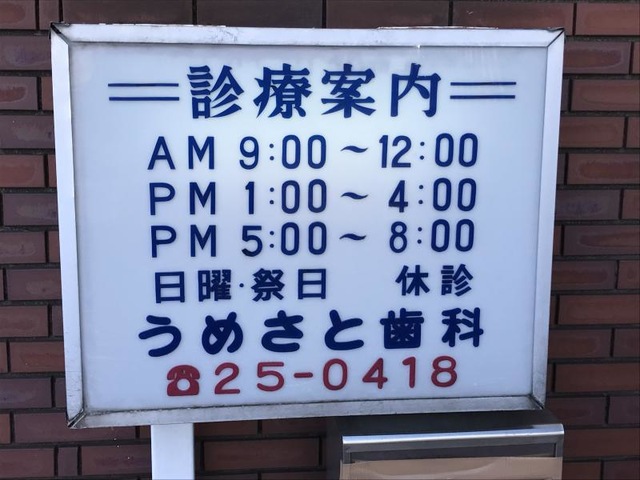 診療案内
AM 9:00～12:00
PM 1:00～4:00
PM 5:00～8:00
日曜・祭日 休診
うめさと歯科
☎25-0418